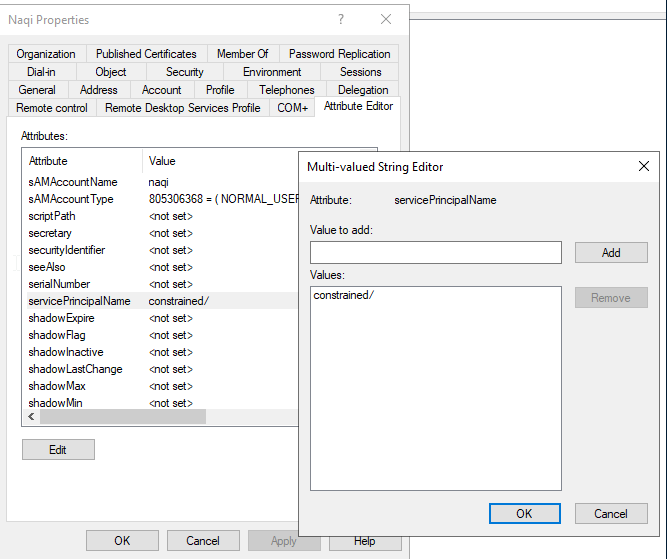 Naqi Properties
?
Organization Published Certificates Member Of Password Replication
Dial-in Object Security Environment Sessions
General Address Account Profile Telephones Delegation
Remote control Remote Desktop Services Profile COM+ Attribute Editor
Attributes:
Attribute Value
sAMAccountName naqi
sAMAccountType 805306368 = ( NORMAL_USER
scriptPath <not set>
secretary <not set>
securityIdentifier <not set>
seeAlso <not set>
serialNumber <not set>
servicePrincipalName constrained/
shadowExpire <not set>
shadowFlag <not set>
shadowInactive <not set>
shadowLastChange <not set>
shadowMax <not set>
shadowMin <not set>
Edit
OK Cancel Apply Help
Multi-valued String Editor
Attribute: servicePrincipalName
Value to add:
Add
Values:
constrained/
Remove
OK Cancel